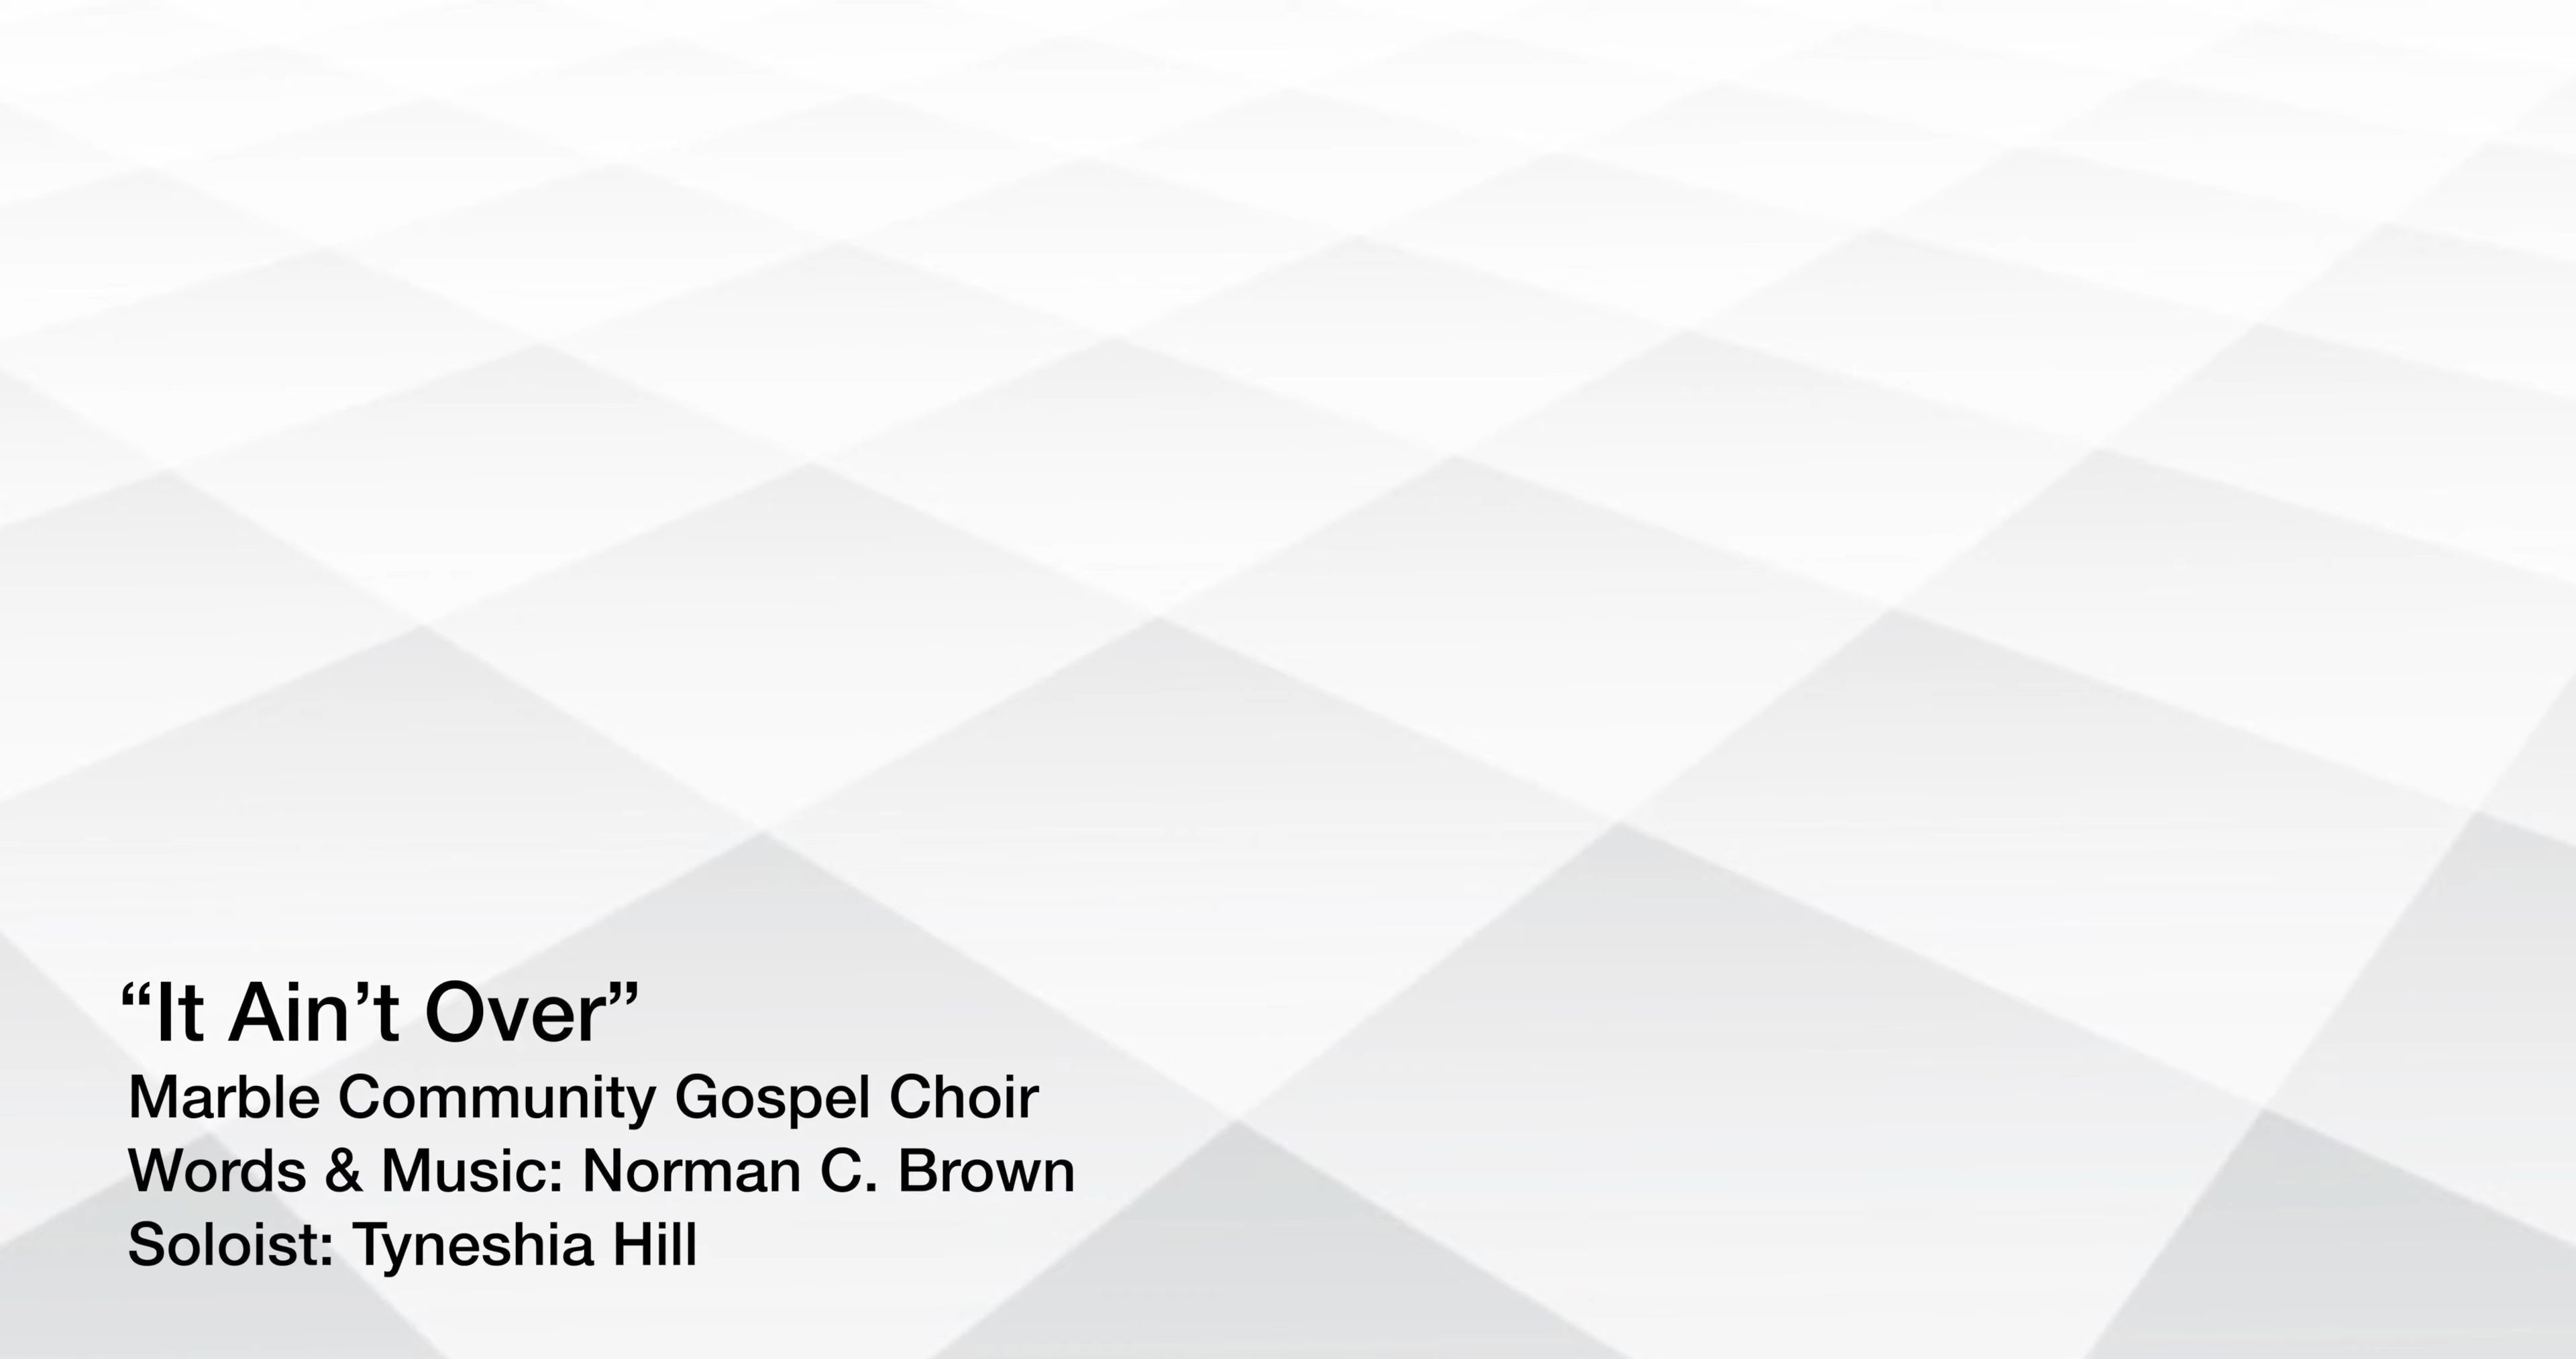 “It Ain’t Over”
Marble Community Gospel Choir
Words & Music: Norman C. Brown
Soloist: Tyneshia Hill